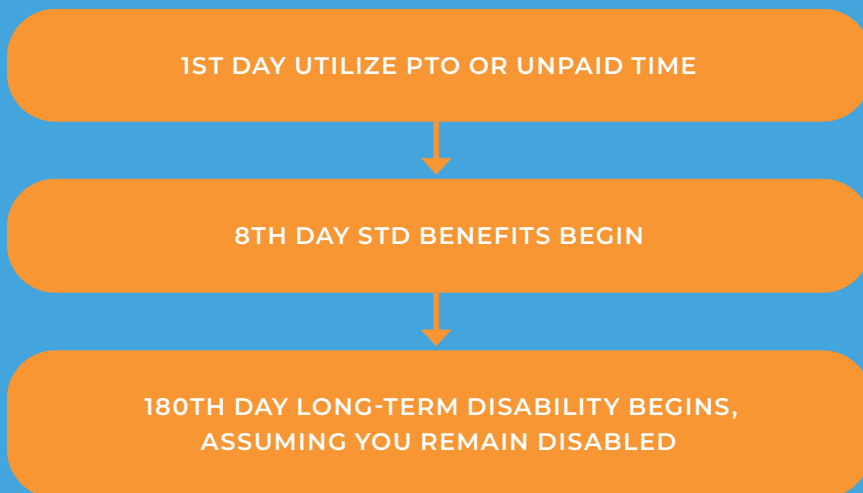 1ST DAY UTILIZE PTO OR UNPAID TIME
8TH DAY STD BENEFITS BEGIN
180TH DAY LONG-TERM DISABILITY BEGINS,
ASSUMING YOU REMAIN DISABLED